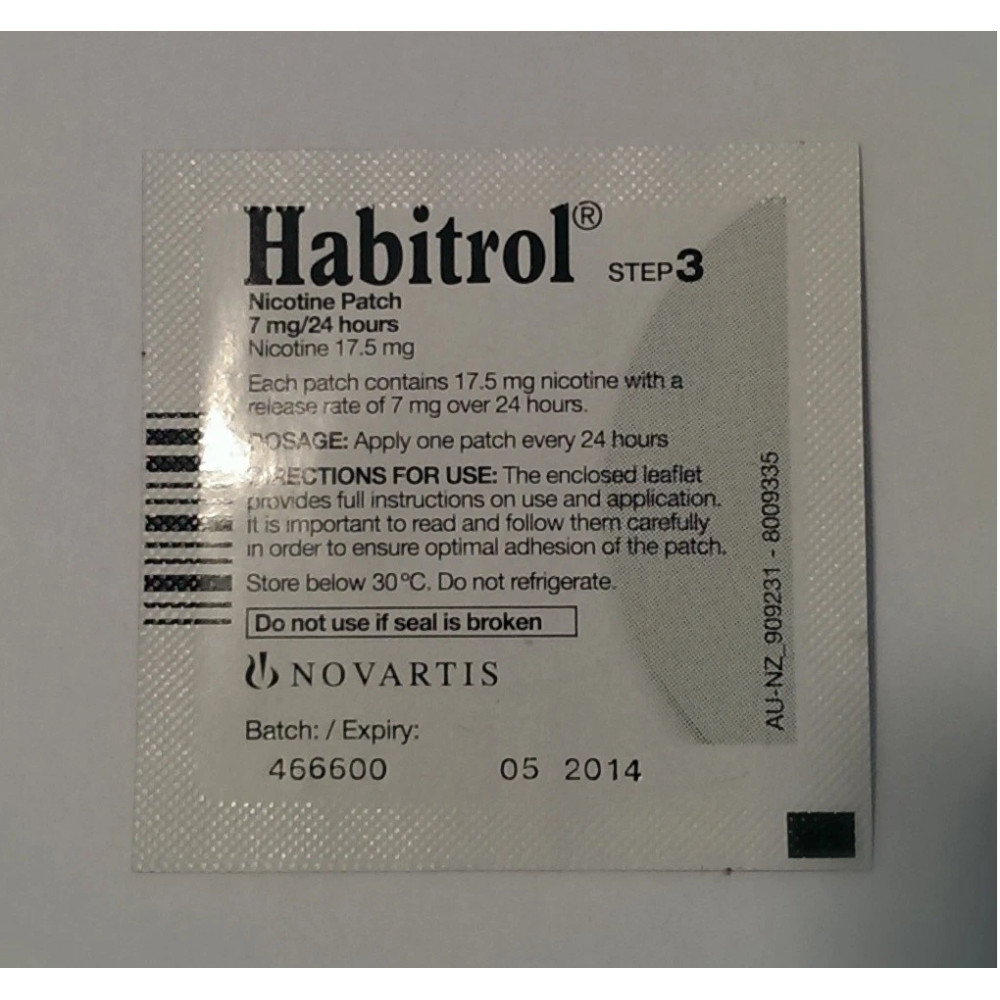 Habitrol® STEP 3
Nicotine Patch
7 mg/24 hours
Nicotine 17.5 mg
Each patch contains 17.5 mg nicotine with a
release rate of 7 mg over 24 hours.
DOSAGE: Apply one patch every 24 hours
DIRECTIONS FOR USE: The enclosed leaflet
provides full instructions on use and application.
It is important to read and follow them carefully
in order to ensure optimal adhesion of the patch.
Store below 30°C. Do not refrigerate.
Do not use if seal is broken
NOVARTIS
Batch: / Expiry:
466600 05 2014
AU-NZ_909231 - 8009335